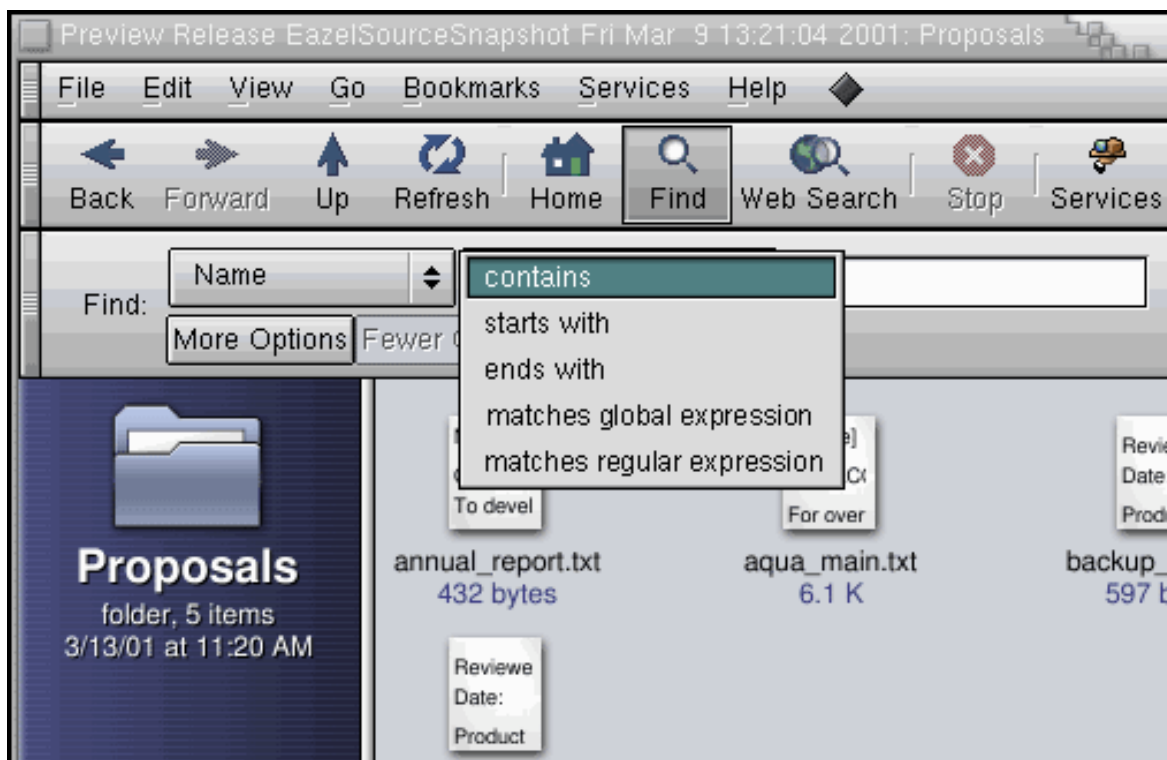 Preview Release EazelSourceSnapshot Fri Mar 9 13:21:04 2001: Proposals
File Edit View Go Bookmarks Services Help
Back Forward Up Refresh Home Find Web Search Stop Services
Find: Name contains
starts with
More Options Fewer
ends with
matches global expression
matches regular expression
Proposals
folder, 5 items
3/13/01 at 11:20 AM
To devel
annual_report.txt
432 bytes
For over
aqua_main.txt
6.1 K
Date
backup_
597
Reviewe
Date:
Product